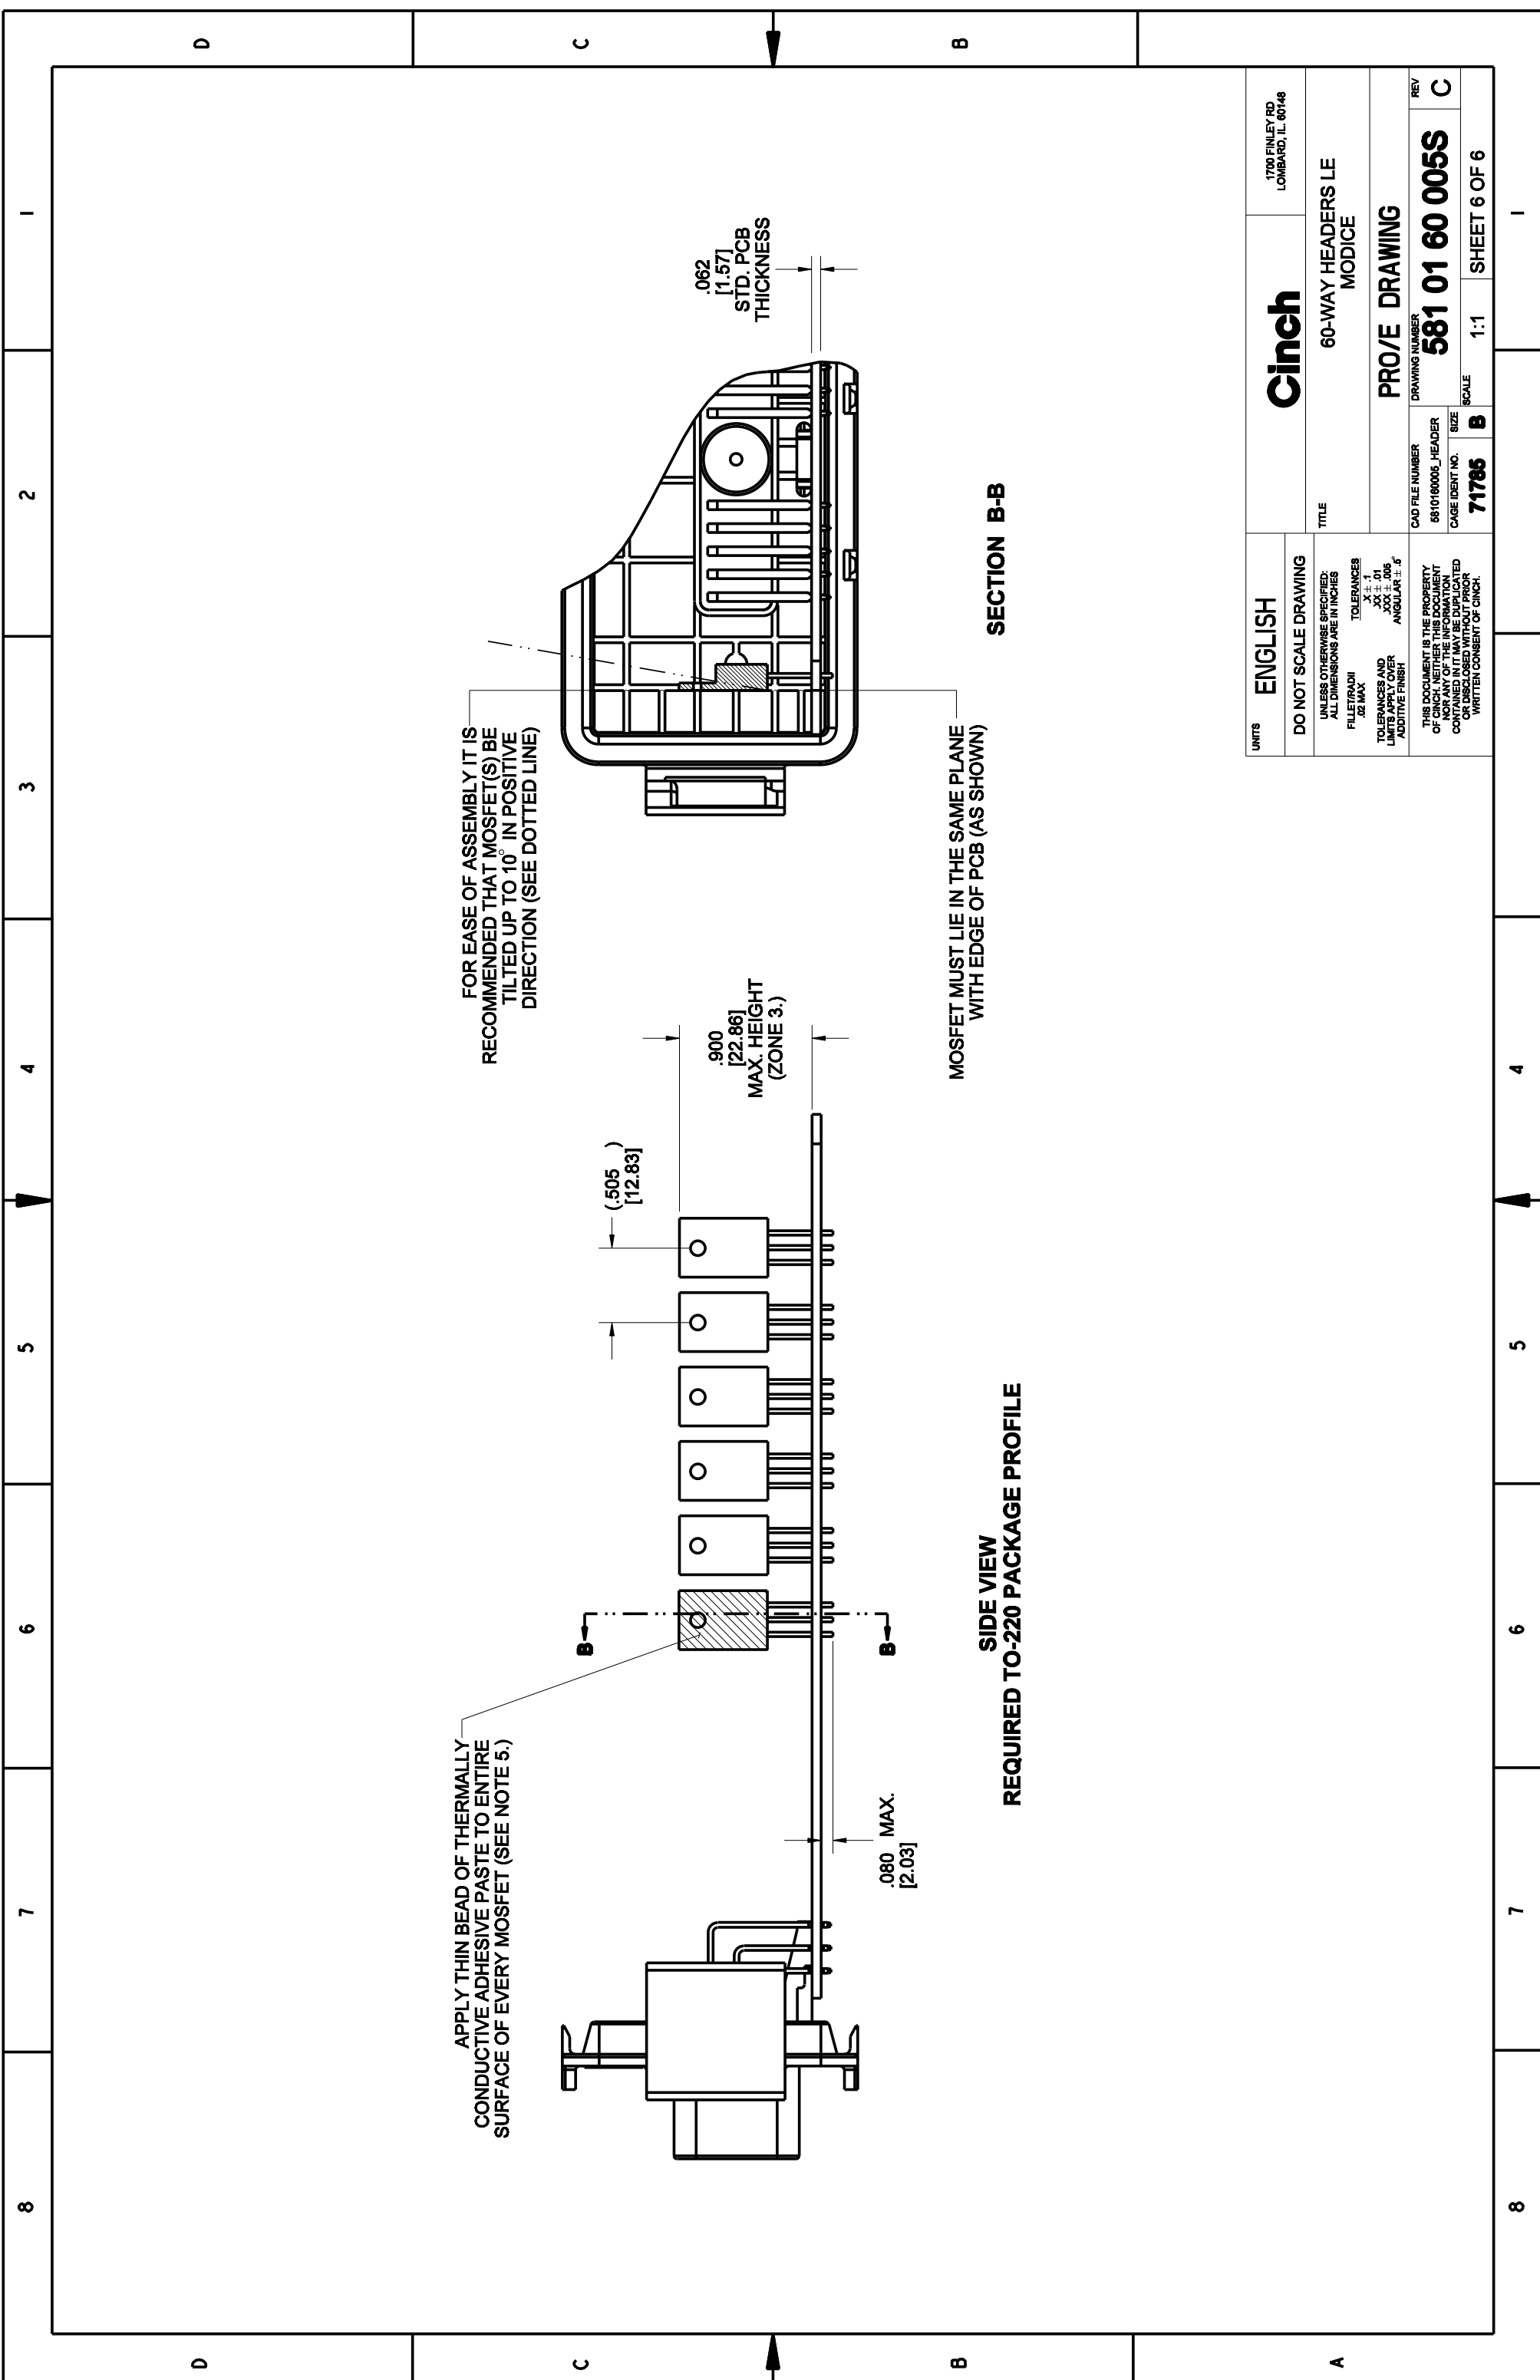 8
7
6
5
4
3
2
1
D
D
C
C
B
B
A
APPLY THIN BEAD OF THERMALLY
CONDUCTIVE ADHESIVE PASTE TO ENTIRE
SURFACE OF EVERY MOSFET (SEE NOTE 5.)
B
B
(.505 )
[12.83]
.900
[22.86]
MAX. HEIGHT
(ZONE 3.)
.080 MAX.
[2.03]
SIDE VIEW
REQUIRED TO-220 PACKAGE PROFILE
FOR EASE OF ASSEMBLY IT IS
RECOMMENDED THAT MOSFET(S) BE
TILTED UP TO 10° IN POSITIVE
DIRECTION (SEE DOTTED LINE)
MOSFET MUST LIE IN THE SAME PLANE
WITH EDGE OF PCB (AS SHOWN)
.062
[1.57]
STD. PCB
THICKNESS
SECTION B-B
UNITS
ENGLISH
DO NOT SCALE DRAWING
UNLESS OTHERWISE SPECIFIED:
ALL DIMENSIONS ARE IN INCHES
FILLET/RADII
.02 MAX
TOLERANCES
.X ± .1
.XX ± .01
.XXX ± .005
ANGULAR ± .5°
TOLERANCES AND
LIMITS APPLY OVER
ADDITIVE FINISH
THIS DOCUMENT IS THE PROPERTY
OF CINCH. NEITHER THIS DOCUMENT
NOR ANY OF THE INFORMATION
CONTAINED IN IT MAY BE DUPLICATED
OR DISCLOSED WITHOUT PRIOR
WRITTEN CONSENT OF CINCH.
Cinch
1700 FINLEY RD
LOMBARD, IL. 60148
TITLE
60-WAY HEADERS LE
MODICE
PRO/E DRAWING
CAD FILE NUMBER
5810160005_HEADER
DRAWING NUMBER
581 01 60 005S
REV
C
CAGE IDENT NO.
71785
SIZE
B
SCALE
1:1
SHEET 6 OF 6
8
7
6
5
4
3
2
1
C
B